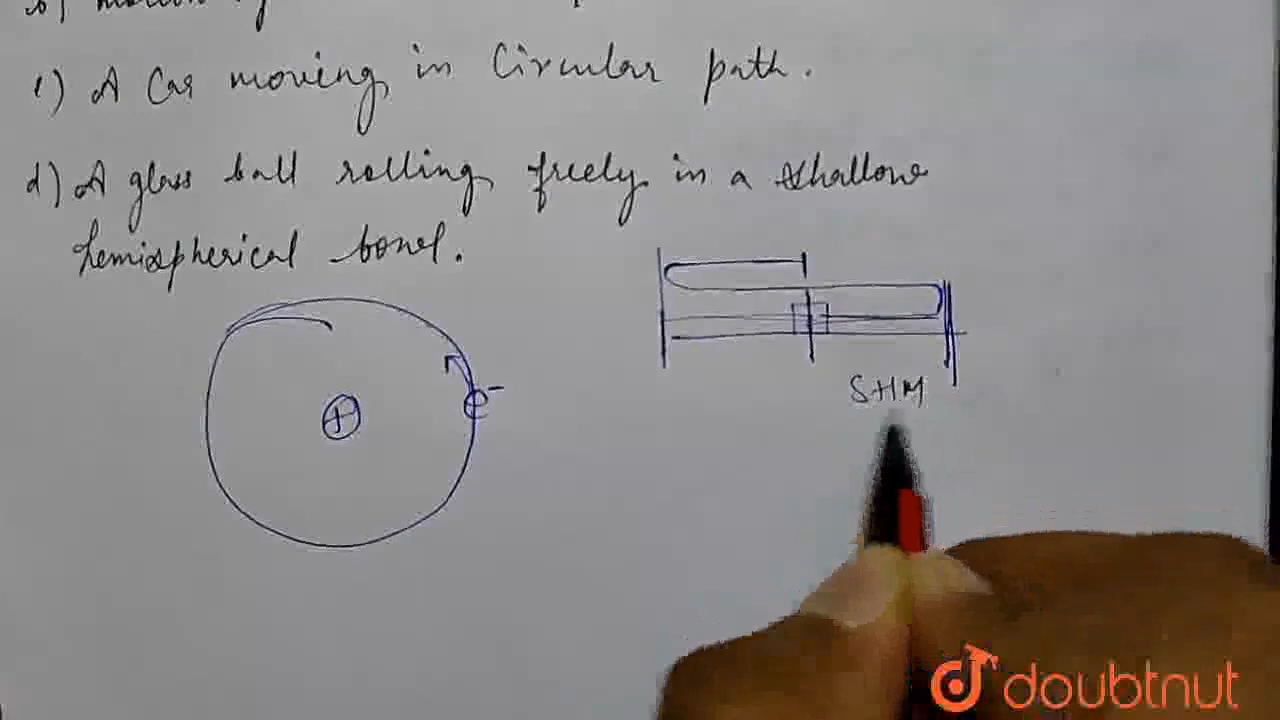 b)
c) A Car moving in Circular path.
d) A glass ball rolling freely in a shallow
hemispherical bowl.
+
e-
SHM
doubtnut